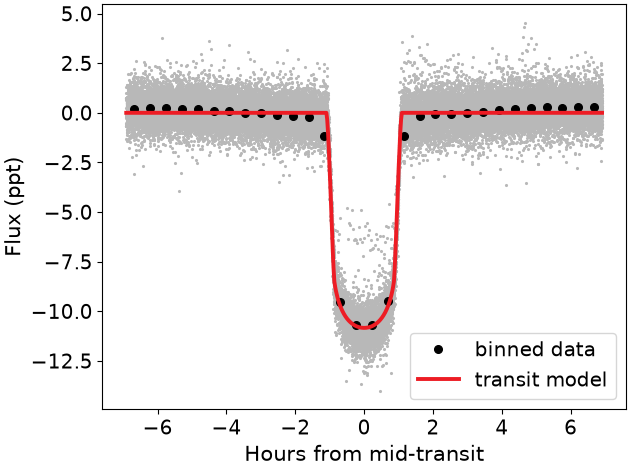 5.0
2.5
0.0
−2.5
−5.0
−7.5
−10.0
−12.5
Flux (ppt)
binned data
transit model
−6 −4 −2 0 2 4 6
Hours from mid-transit